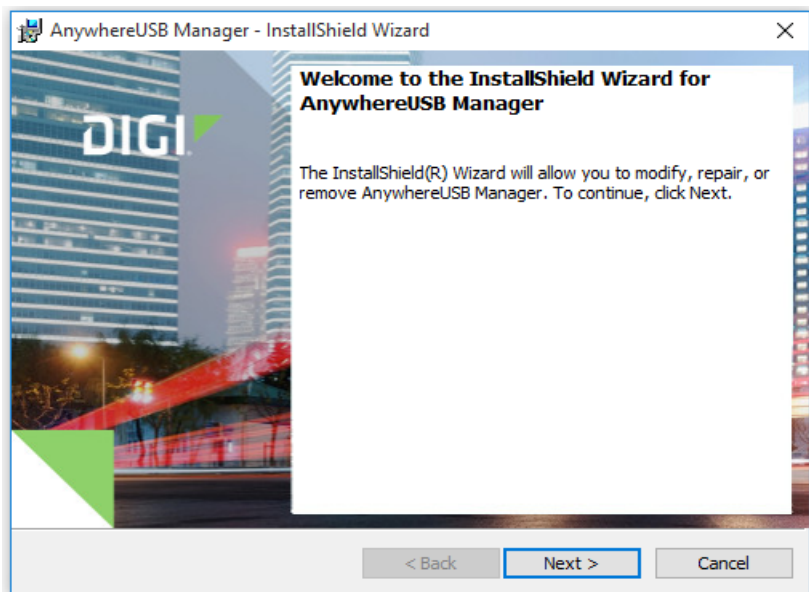 AnywhereUSB Manager - InstallShield Wizard
DIGI
Welcome to the InstallShield Wizard for
AnywhereUSB Manager
The InstallShield(R) Wizard will allow you to modify, repair, or
remove AnywhereUSB Manager. To continue, click Next.
< Back
Next >
Cancel